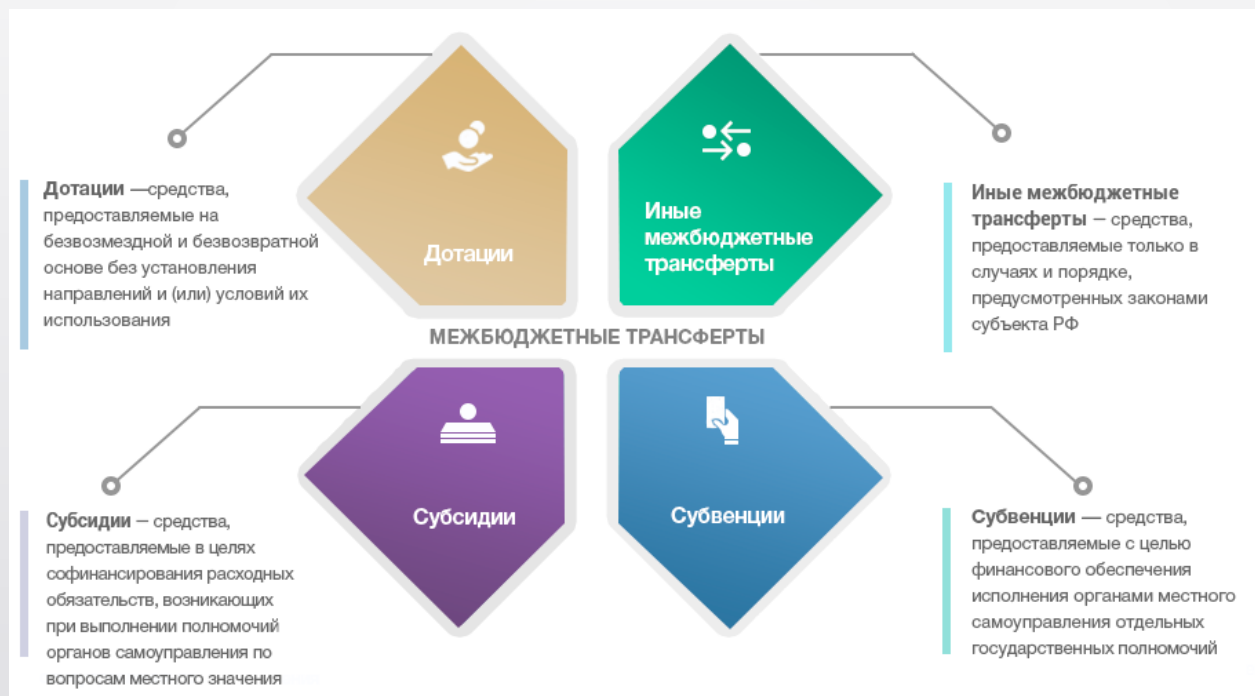 Дотации
Иные
межбюджетные
трансферты
Дотации —средства,
предоставляемые на
безвозмездной и безвозвратной
основе без установления
направлений и (или) условий их
использования
Иные межбюджетные
трансферты – средства,
предоставляемые только в
случаях и порядке,
предусмотренных законами
субъекта РФ
МЕЖБЮДЖЕТНЫЕ ТРАНСФЕРТЫ
Субсидии
Субвенции
Субсидии – средства,
предоставляемые в целях
софинансирования расходных
обязательств, возникающих
при выполнении полномочий
органов самоуправления по
вопросам местного значения
Субвенции — средства,
предоставляемые с целью
финансового обеспечения
исполнения органами местного
самоуправления отдельных
государственных полномочий